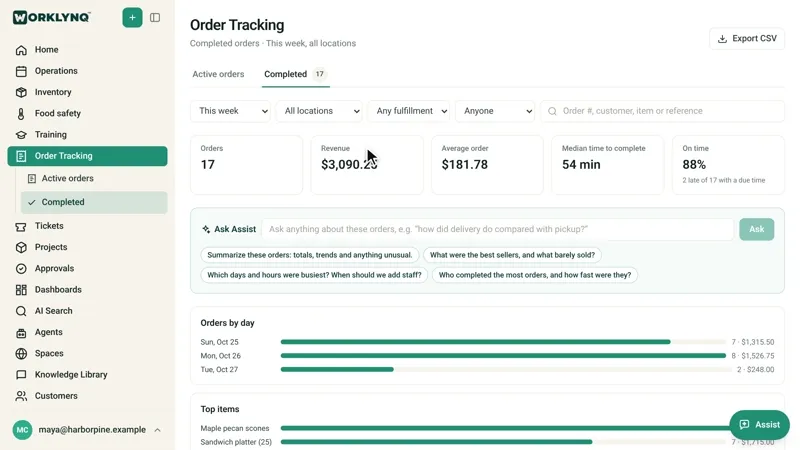 WORKLYNQ
Home
Operations
Inventory
Food safety
Training
Order Tracking
Active orders
Completed
Tickets
Projects
Approvals
Dashboards
AI Search
Agents
Spaces
Knowledge Library
Customers
MC maya@harborpine.example
Order Tracking
Completed orders · This week, all locations
Export CSV
Active orders Completed 17
This week All locations Any fulfillment Anyone Order #, customer, item or reference
Orders Revenue Average order Median time to complete On time
17 $181.78 54 min 88%
2 late of 17 with a due time
Ask Assist Ask anything about these orders, e.g. "how did delivery do compared with pickup?" Ask
Summarize these orders: totals, trends and anything unusual. What were the best sellers, and what barely sold?
Which days and hours were busiest? When should we add staff? Who completed the most orders, and how fast were they?
Orders by day
Sun, Oct 25 7 · $1,315.50
Mon, Oct 26 8 · $1,526.75
Tue, Oct 27 2 · $248.00
Top items
Maple pecan scones
Sandwich platter (25) 7 · $1,715.00
Assist